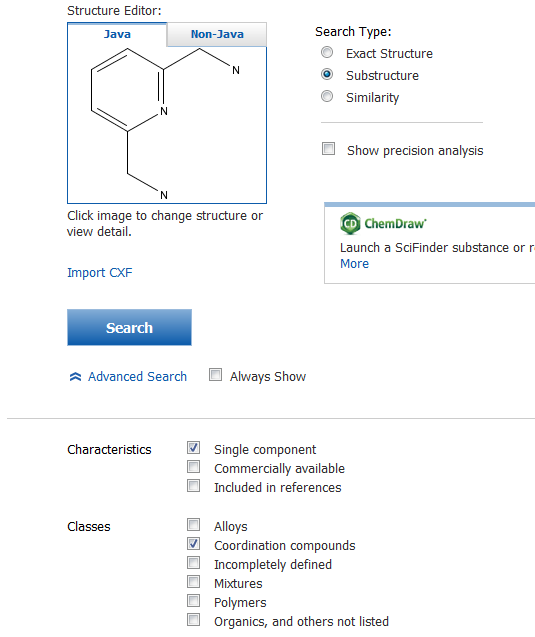 Structure Editor:
Java Non-Java
N
N
N
Click image to change structure or
view detail.
Import CXF
Search
Advanced Search Always Show
Search Type:
Exact Structure
Substructure
Similarity
Show precision analysis
CD ChemDraw
Launch a SciFinder substance or
More
Characteristics Single component
Commercially available
Included in references
Classes Alloys
Coordination compounds
Incompletely defined
Mixtures
Polymers
Organics, and others not listed